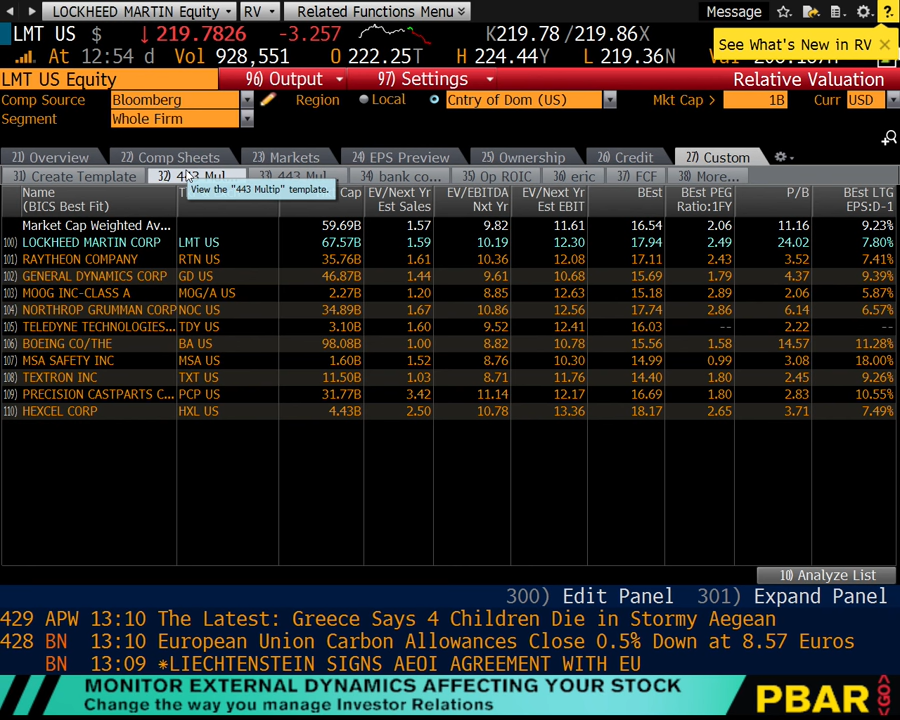 LOCKHEED MARTIN Equity RV Related Functions Menu Message ?
LMT US $ ↓ 219.7826 -3.257 K219.78 /219.86X
See What's New in RV ×
At 12:54 d Vol 928,551 O 222.25T H 224.44Y L 219.36N
LMT US Equity 96) Output 97) Settings Relative Valuation
Comp Source Bloomberg Region Local Cntry of Dom (US) Mkt Cap > 1B Curr USD
Segment Whole Firm
21) Overview 22) Comp Sheets 23) Markets 24) EPS Preview 25) Ownership 26) Credit 27) Custom
31) Create Template 32) 443 Mul 33) 443 Mul 34) bank co... 35) Op ROIC 36) eric 37) FCF 38) More...
View the "443 Multip" template.
Name Cap EV/Next Yr EV/EBITDA EV/Next Yr BEst BEst PEG P/B BEst LTG
(BICS Best Fit) Est Sales Nxt Yr Est EBIT Ratio:1FY EPS:D-1
Market Cap Weighted Av... 59.69B 1.57 9.82 11.61 16.54 2.06 11.16 9.23%
100) LOCKHEED MARTIN CORP LMT US 67.57B 1.59 10.19 12.30 17.94 2.49 24.02 7.80%
101) RAYTHEON COMPANY RTN US 35.76B 1.61 10.36 12.08 17.11 2.43 3.52 7.41%
102) GENERAL DYNAMICS CORP GD US 46.87B 1.44 9.61 10.68 15.69 1.79 4.37 9.39%
103) MOOG INC-CLASS A MOG/A US 2.27B 1.20 8.85 12.63 15.18 2.89 2.06 5.87%
104) NORTHROP GRUMMAN CORP NOC US 34.89B 1.67 10.86 12.56 17.74 2.86 6.14 6.57%
105) TELEDYNE TECHNOLOGIES... TDY US 3.10B 1.60 9.52 12.41 16.03 -- 2.22 --
106) BOEING CO/THE BA US 98.08B 1.00 8.82 10.78 15.56 1.58 14.57 11.28%
107) MSA SAFETY INC MSA US 1.60B 1.52 8.76 10.30 14.99 0.99 3.08 18.00%
108) TEXTRON INC TXT US 11.50B 1.03 8.71 11.76 14.40 1.80 2.45 9.26%
109) PRECISION CASTPARTS C... PCP US 31.77B 3.42 11.14 12.17 16.69 1.80 2.83 10.55%
110) HEXCEL CORP HXL US 4.43B 2.50 10.78 13.36 18.17 2.65 3.71 7.49%
10) Analyze List
300) Edit Panel 301) Expand Panel
429 APW 13:10 The Latest: Greece Says 4 Children Die in Stormy Aegean
428 BN 13:10 European Union Carbon Allowances Close 0.5% Down at 8.57 Euros
BN 13:09 *LIECHTENSTEIN SIGNS AEOI AGREEMENT WITH EU
MONITOR EXTERNAL DYNAMICS AFFECTING YOUR STOCK
Change the way you manage Investor Relations
PBAR <GO>